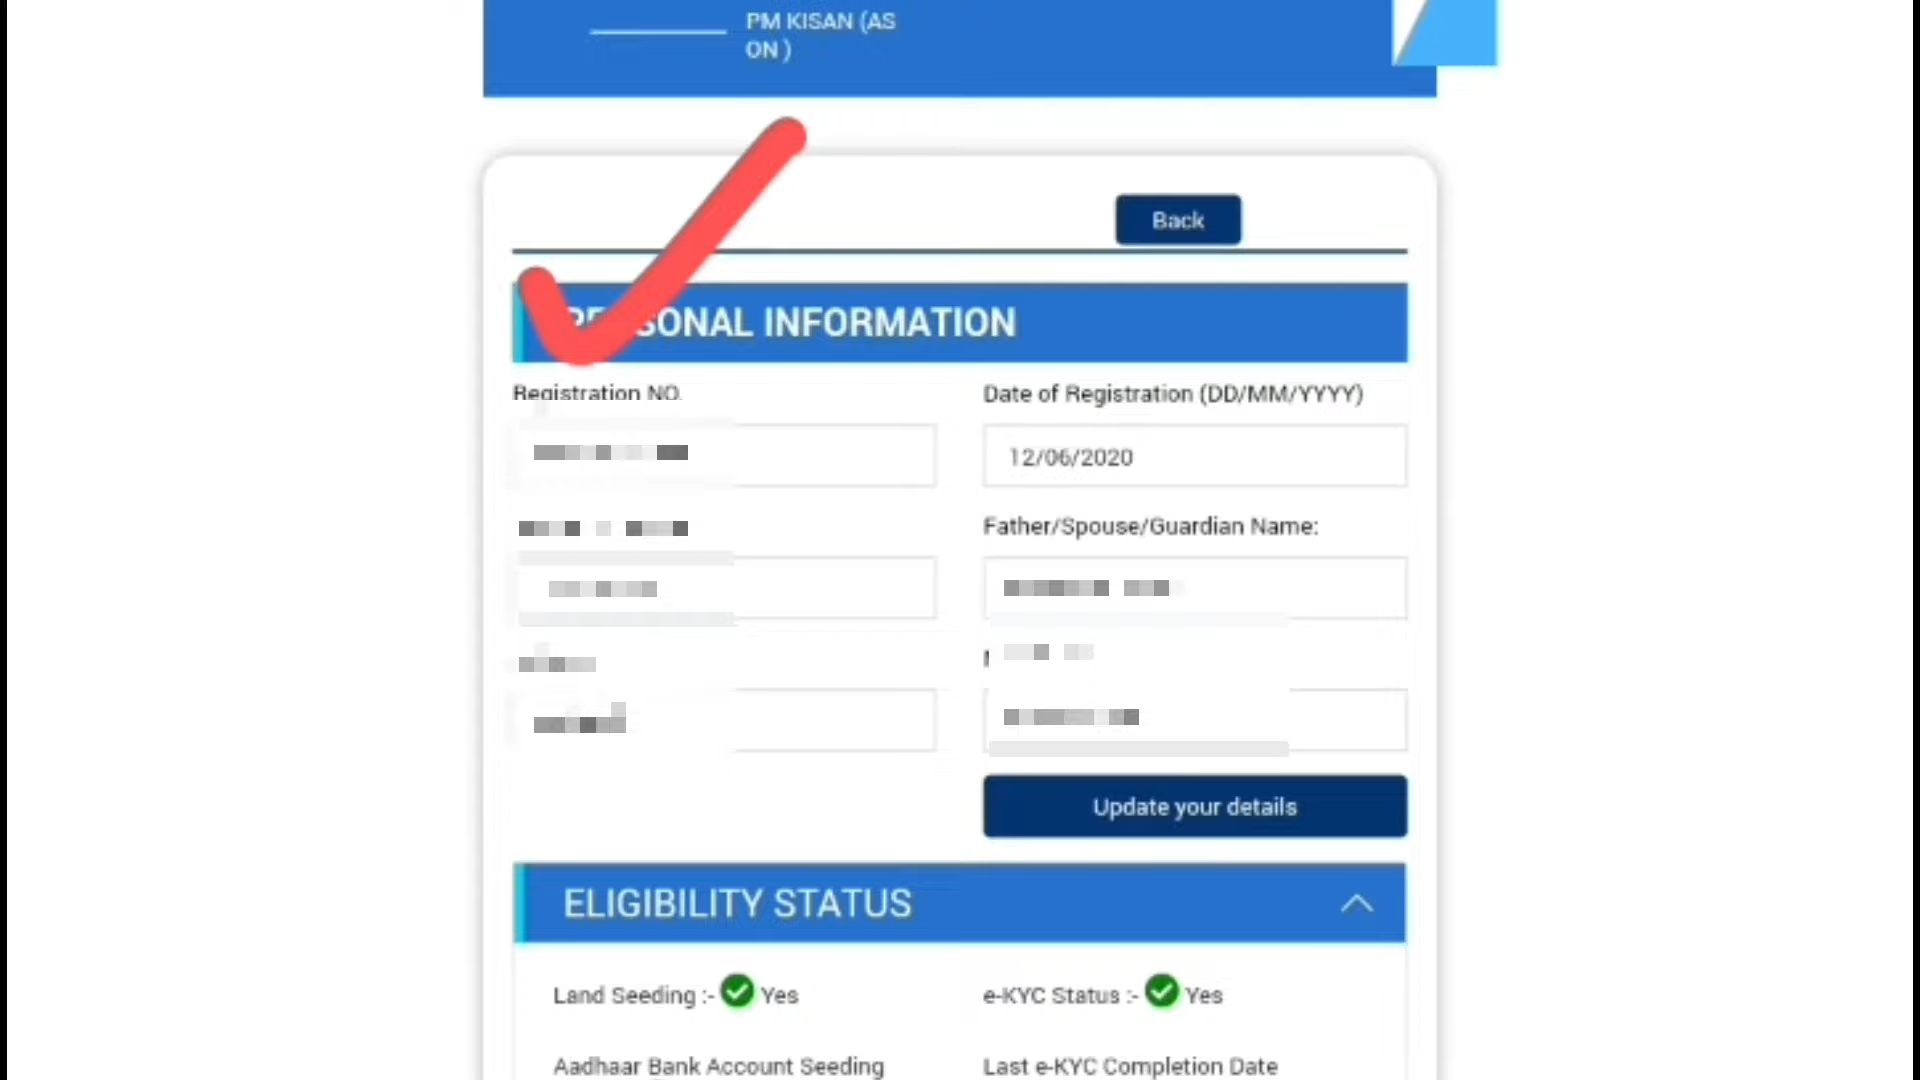 PM KISAN (AS
ON )
Back
PERSONAL INFORMATION
Registration NO.
Date of Registration (DD/MM/YYYY)
12/06/2020
Father/Spouse/Guardian Name:
Update your details
ELIGIBILITY STATUS
Land Seeding :- Yes
e-KYC Status :- Yes
Aadhaar Bank Account Seeding
Last e-KYC Completion Date